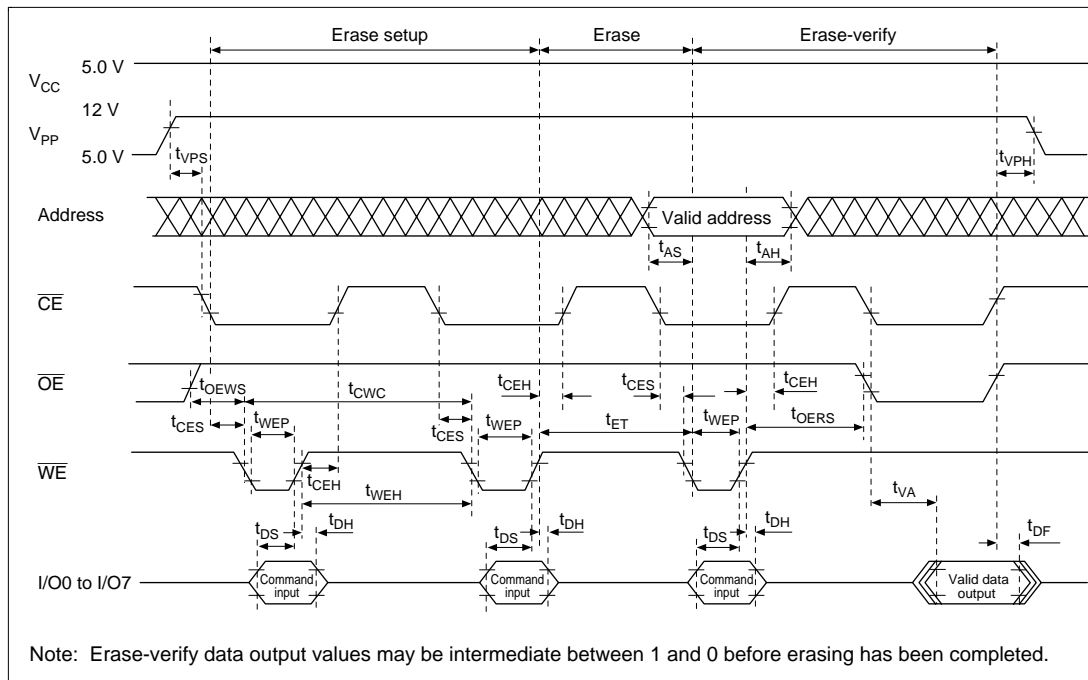 Erase setup Erase Erase-verify
5.0 V
VCC
12 V
VPP
5.0 V
tVPS tVPH
Address Valid address
tAS tAH
CE
OE
tOEWS tCWC tCEH tCES tCEH
tCES tWEP tCES tWEP tET tWEP tOERS
WE
tCEH tWEH tVA
tDS tDH tDS tDH tDS tDH tDF
I/O0 to I/O7 Command input Command input Command input Valid data output
Note: Erase-verify data output values may be intermediate between 1 and 0 before erasing has been completed.